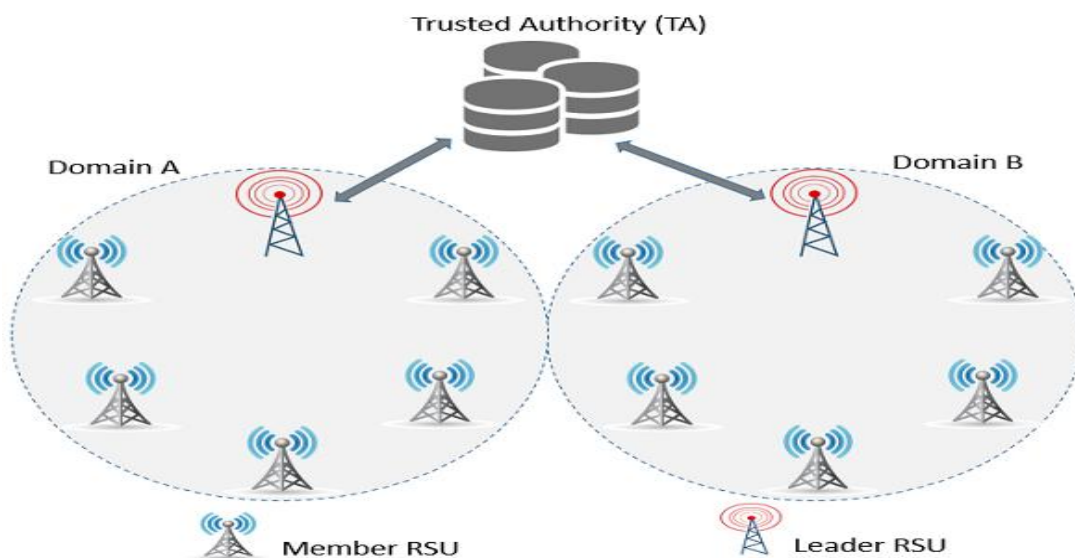 Trusted Authority (TA)
Domain A
Domain B
Member RSU
Leader RSU